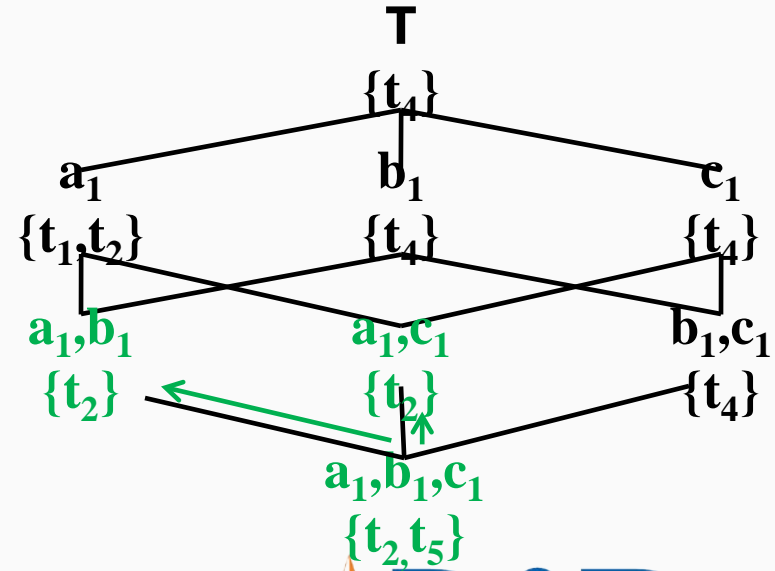 T
{t₄}
a₁ b₁ c₁
{t₁,t₂} {t₄} {t₄}
a₁,b₁ a₁,c₁ b₁,c₁
{t₂} {t₂} {t₄}
a₁,b₁,c₁
{t₂,t₅}